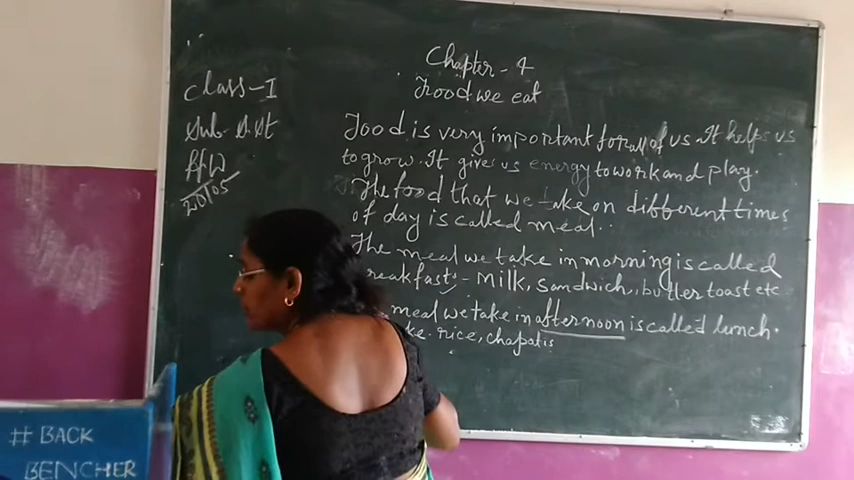 Chapter - 4
Food we eat
Class - I
Sub - S.St
20/05
Food is very important for all of us. It helps us
to grow. It gives us energy to work and play.
The food that we take on different times
of day is called meal.
The meal we take in morning is called
breakfast - milk, sandwich, butter toast etc
meal we take in afternoon is called lunch.
rice, chapatis
# BACK
BENCHER